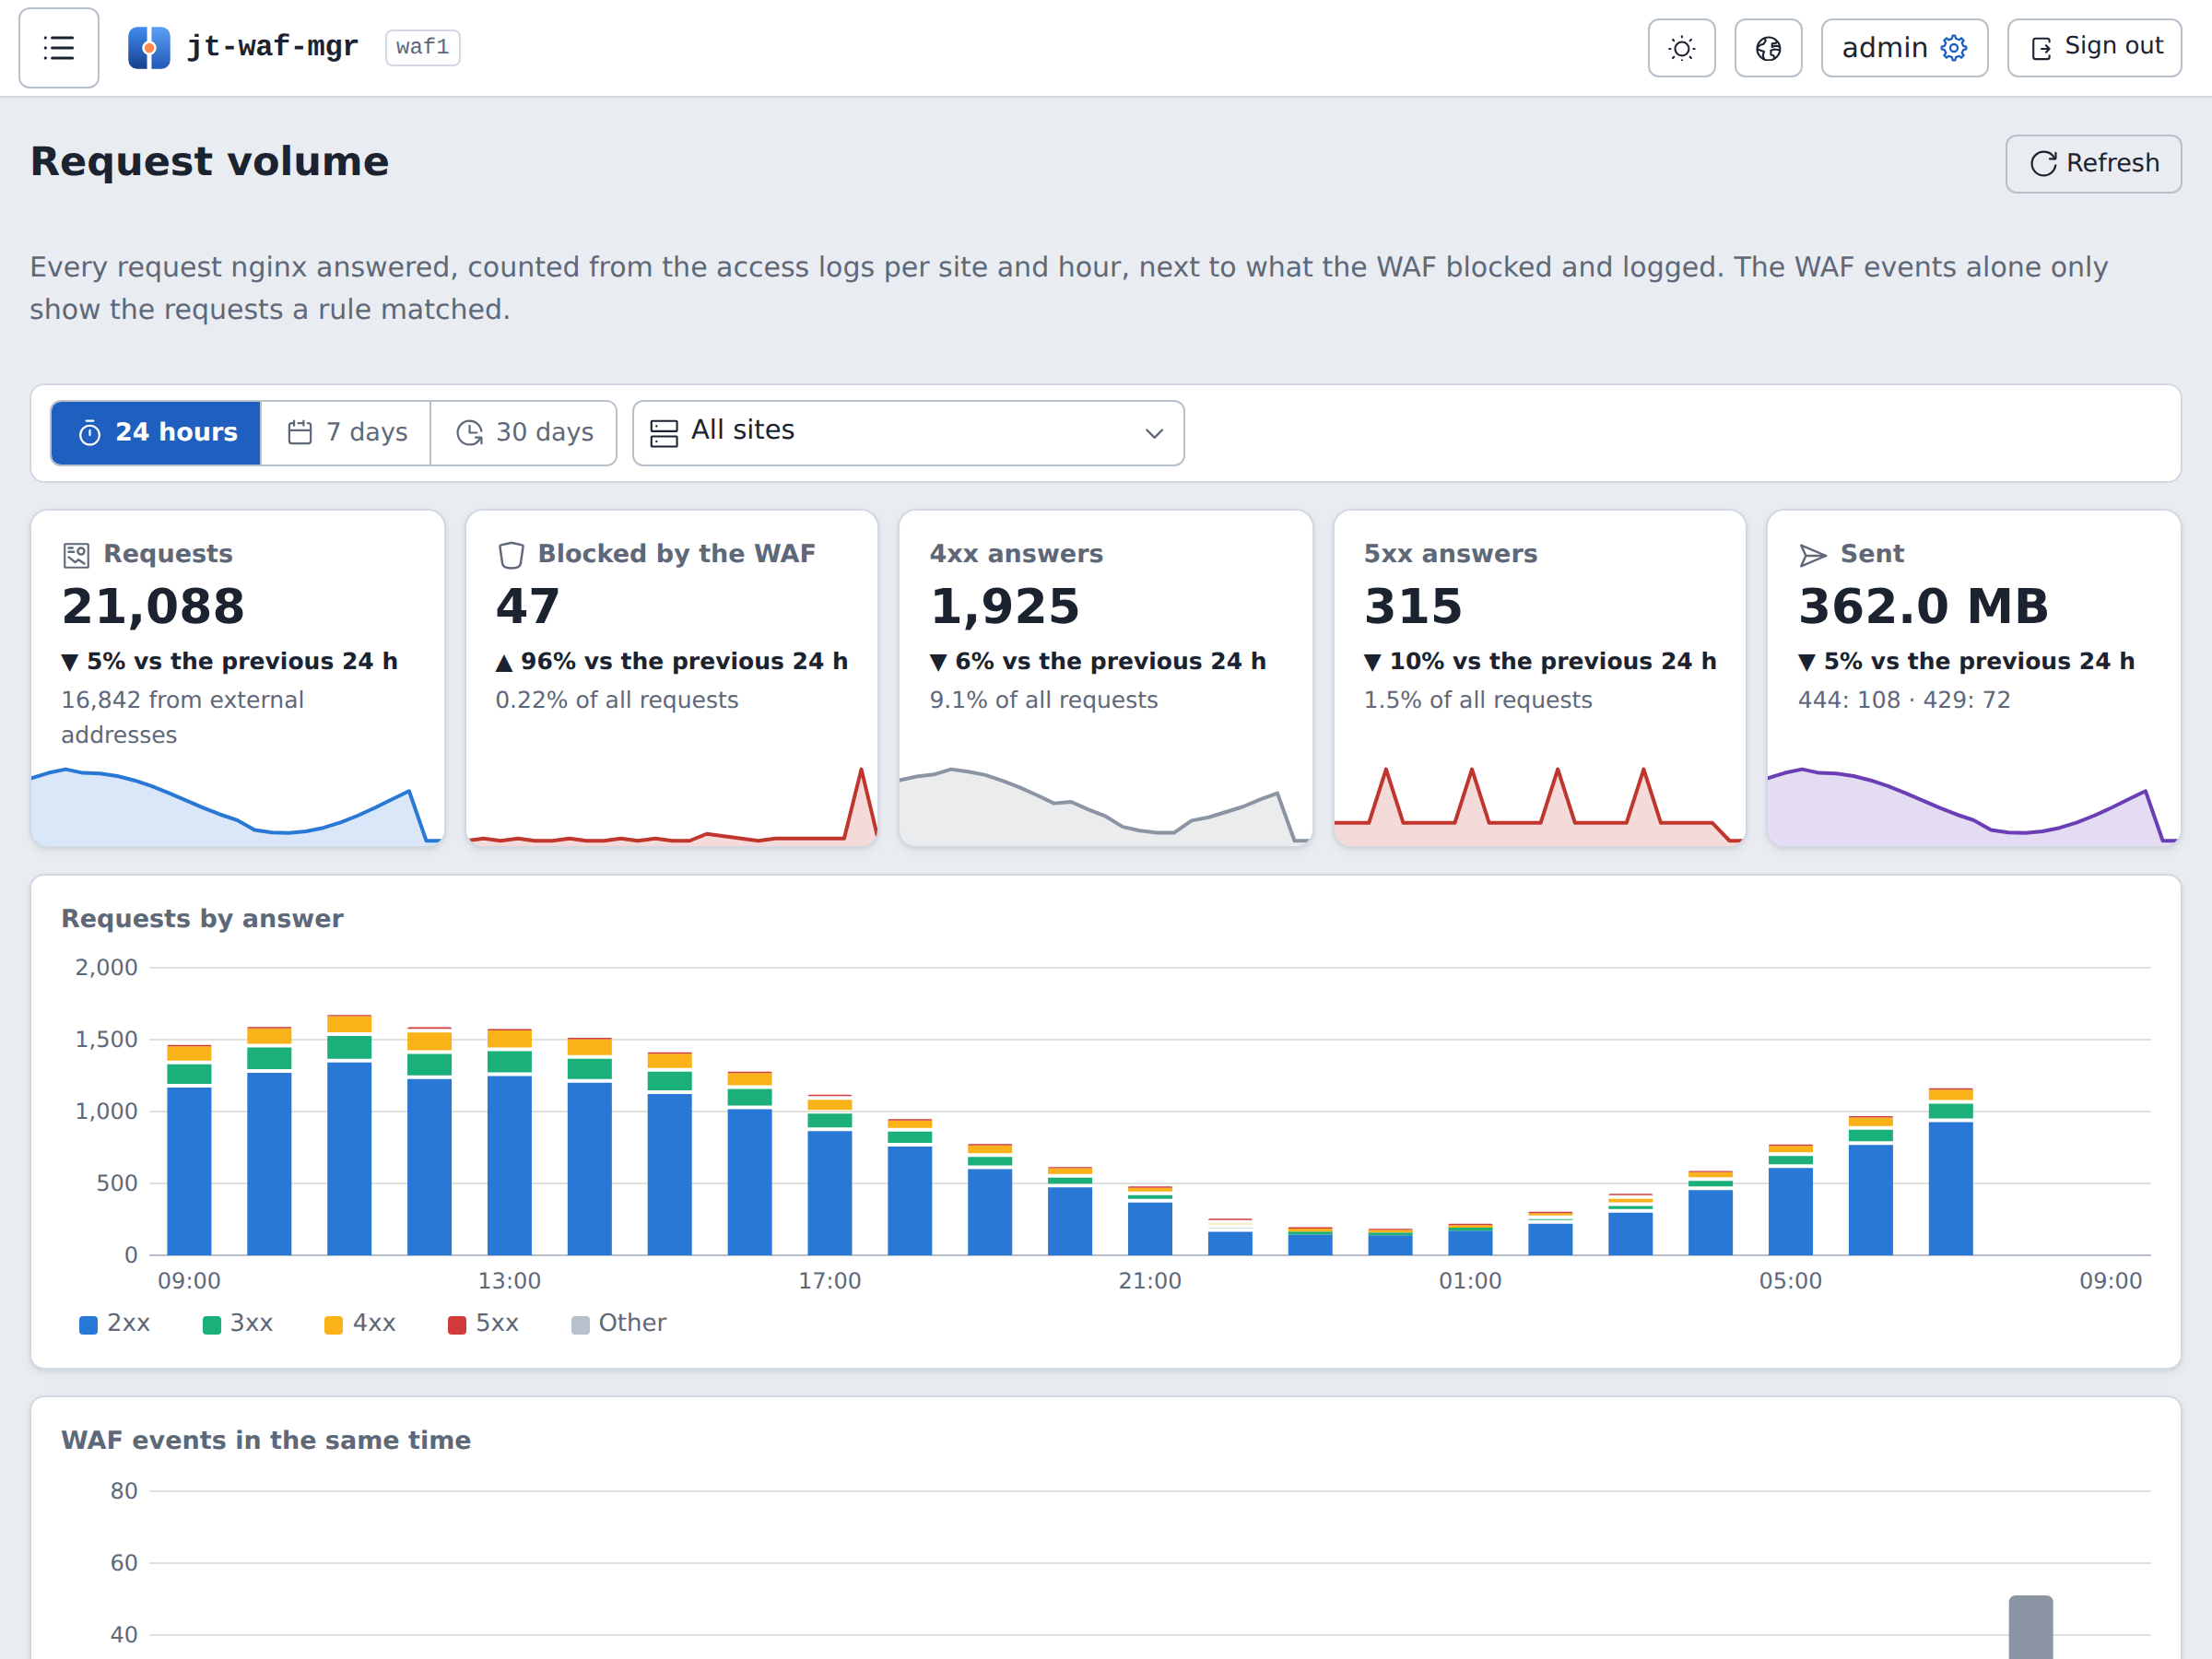 jt-waf-mgr waf1 admin Sign out
Request volume Refresh
Every request nginx answered, counted from the access logs per site and hour, next to what the WAF blocked and logged. The WAF events alone only
show the requests a rule matched.
24 hours 7 days 30 days All sites
Requests
21,088
▼ 5% vs the previous 24 h
16,842 from external
addresses
Blocked by the WAF
47
▲ 96% vs the previous 24 h
0.22% of all requests
4xx answers
1,925
▼ 6% vs the previous 24 h
9.1% of all requests
5xx answers
315
▼ 10% vs the previous 24 h
1.5% of all requests
Sent
362.0 MB
▼ 5% vs the previous 24 h
444: 108 · 429: 72
Requests by answer
2,000
1,500
1,000
500
0
09:00 13:00 17:00 21:00 01:00 05:00 09:00
2xx 3xx 4xx 5xx Other
WAF events in the same time
80
60
40